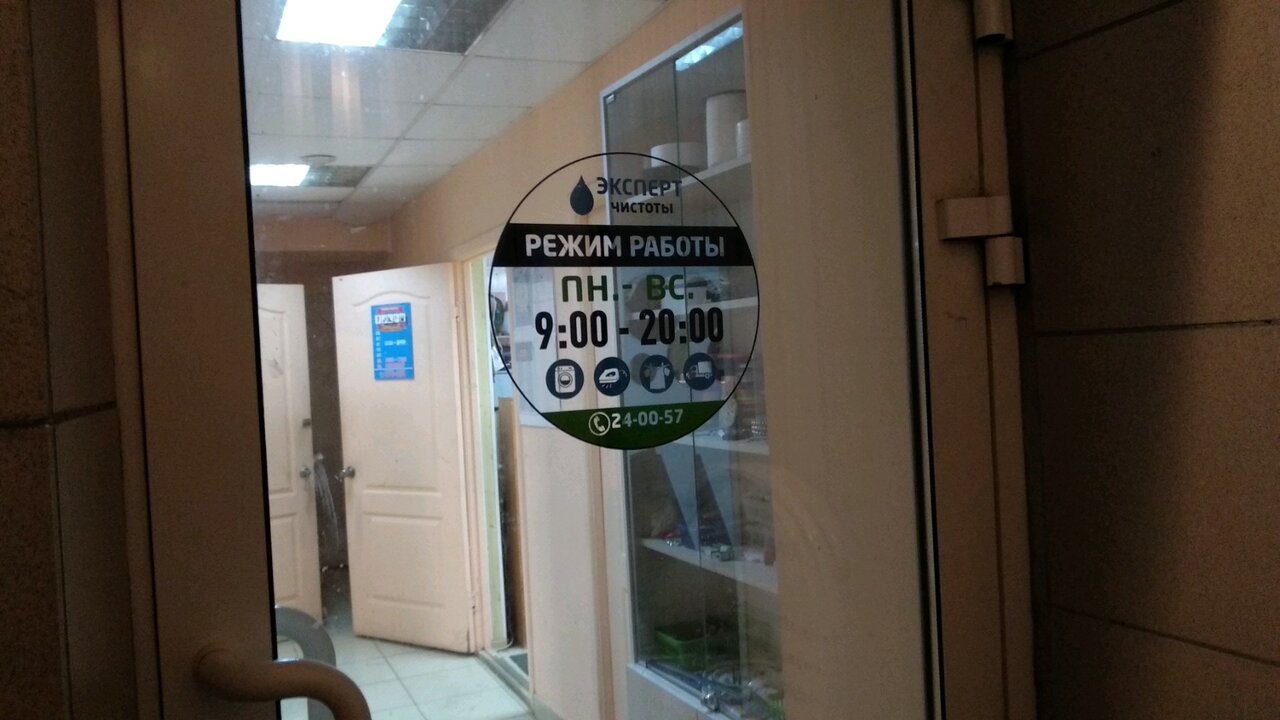 ЭКСПЕРТ
ЧИСТОТЫ
РЕЖИМ РАБОТЫ
ПН.- ВС.
9:00 - 20:00
24-00-57